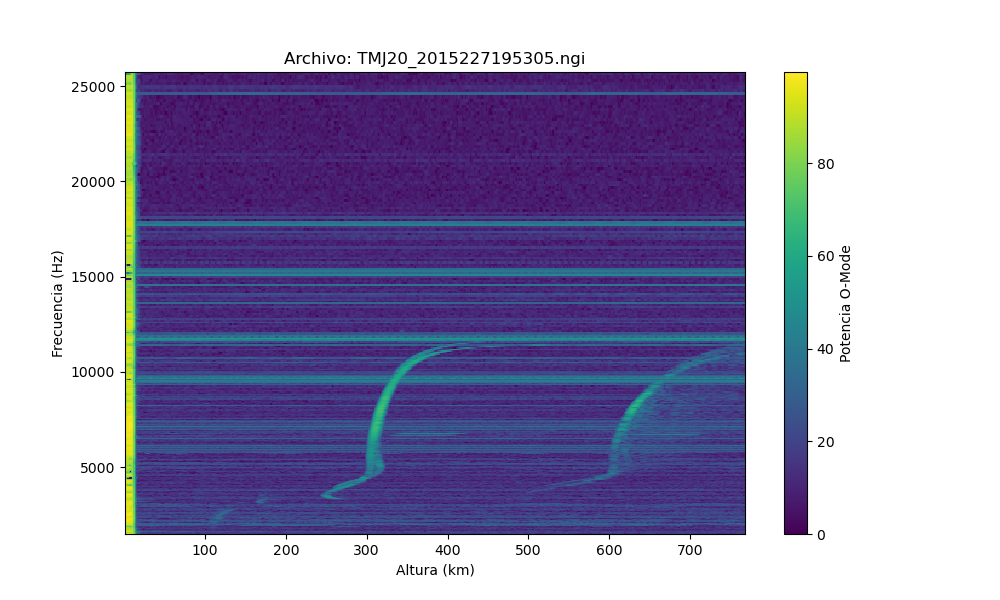 Archivo: TMJ20_2015227195305.ngi
25000
20000
15000
10000
5000
Frecuencia (Hz)
100 200 300 400 500 600 700
Altura (km)
80
60
40
20
0
Potencia O-Mode